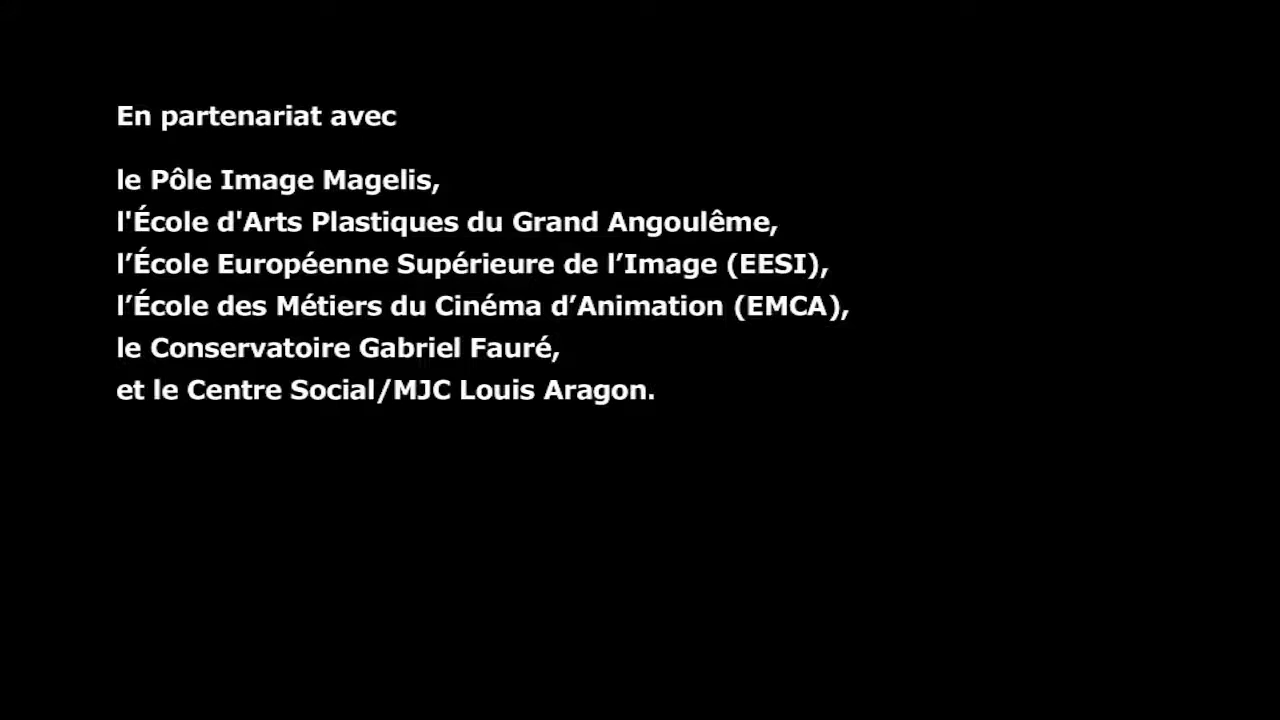 En partenariat avec
le Pôle Image Magelis,
l'École d'Arts Plastiques du Grand Angoulême,
l’École Européenne Supérieure de l’Image (EESI),
l’École des Métiers du Cinéma d’Animation (EMCA),
le Conservatoire Gabriel Fauré,
et le Centre Social/MJC Louis Aragon.